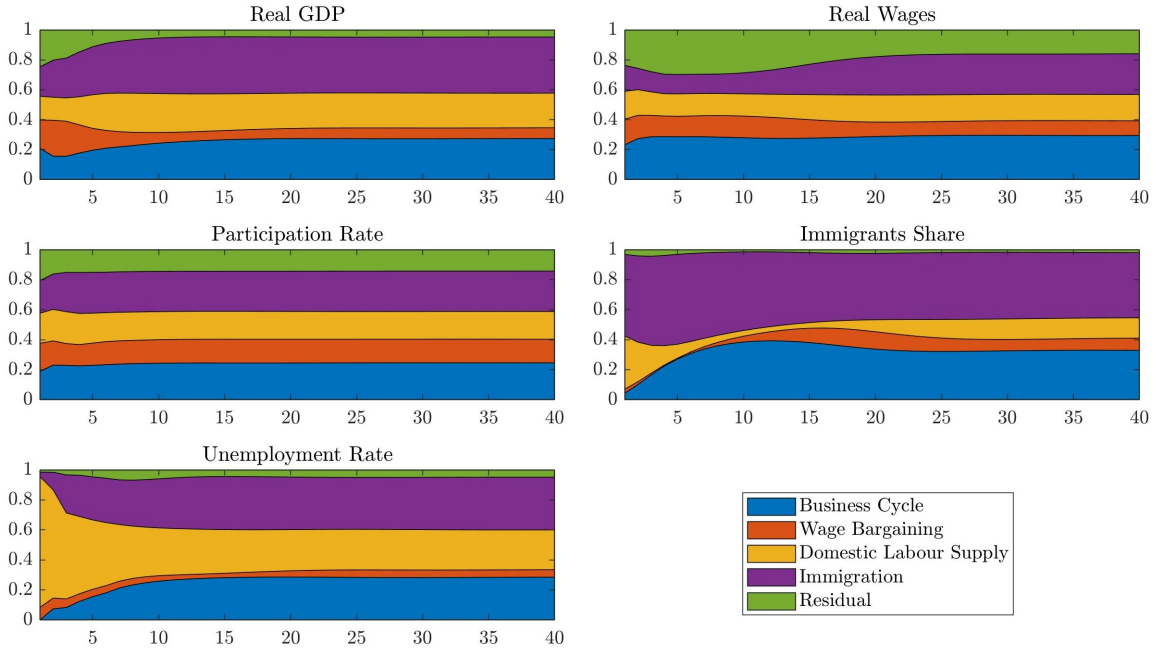 Real GDP
1
0.8
0.6
0.4
0.2
0
5 10 15 20 25 30 35 40
Real Wages
1
0.8
0.6
0.4
0.2
0
5 10 15 20 25 30 35 40
Participation Rate
1
0.8
0.6
0.4
0.2
0
5 10 15 20 25 30 35 40
Immigrants Share
1
0.8
0.6
0.4
0.2
0
5 10 15 20 25 30 35 40
Unemployment Rate
1
0.8
0.6
0.4
0.2
0
5 10 15 20 25 30 35 40
Business Cycle
Wage Bargaining
Domestic Labour Supply
Immigration
Residual